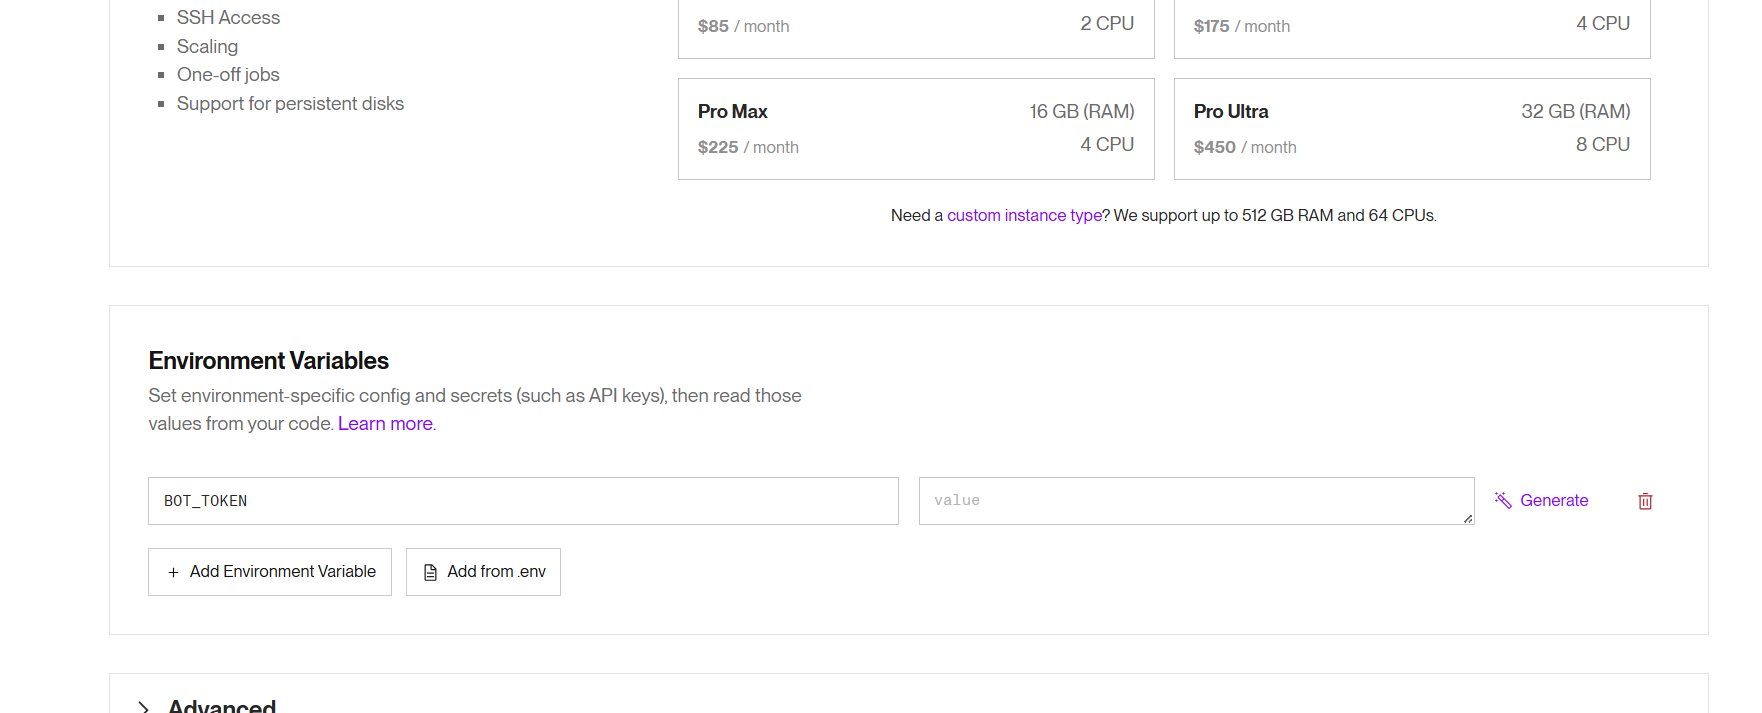 SSH Access
Scaling
One-off jobs
Support for persistent disks
$85 / month
2 CPU
$175 / month
4 CPU
Pro Max
16 GB (RAM)
$225 / month
4 CPU
Pro Ultra
32 GB (RAM)
$450 / month
8 CPU
Need a custom instance type? We support up to 512 GB RAM and 64 CPUs.
Environment Variables
Set environment-specific config and secrets (such as API keys), then read those
values from your code. Learn more.
BOT_TOKEN
value
Generate
+ Add Environment Variable
Add from .env
Advanced